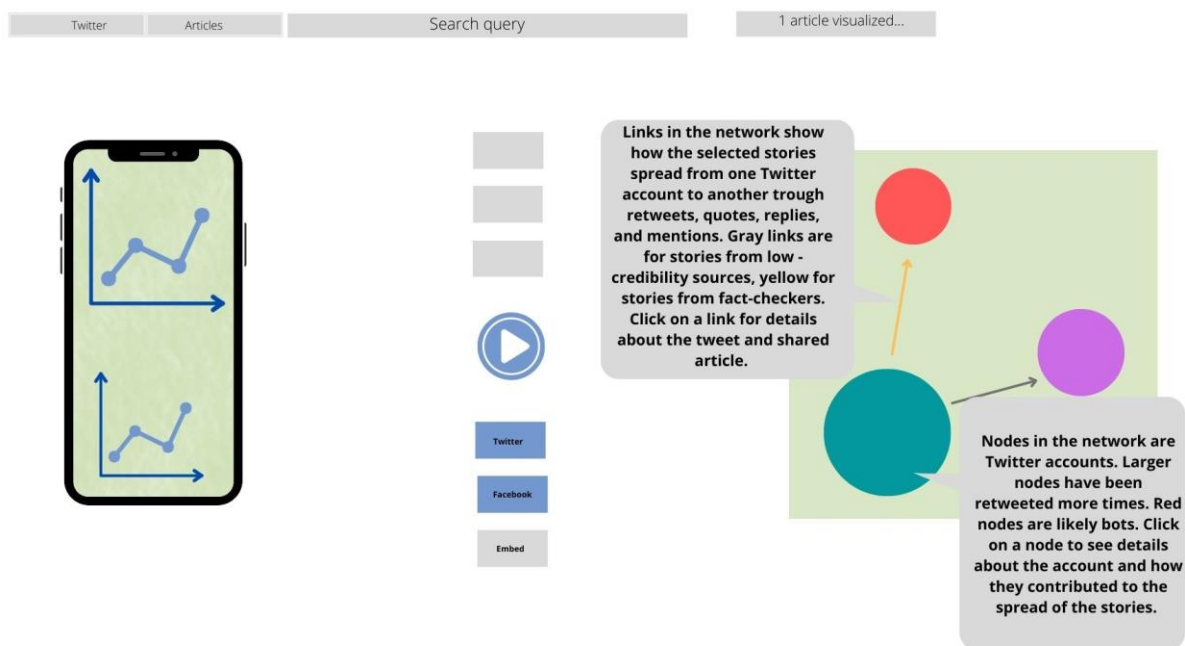 Twitter
Articles
Search query
1 article visualized...
Links in the network show
how the selected stories
spread from one Twitter
account to another trough
retweets, quotes, replies,
and mentions. Gray links are
for stories from low -
credibility sources, yellow for
stories from fact-checkers.
Click on a link for details
about the tweet and shared
article.
Twitter
Facebook
Embed
Nodes in the network are
Twitter accounts. Larger
nodes have been
retweeted more times. Red
nodes are likely bots. Click
on a node to see details
about the account and how
they contributed to the
spread of the stories.